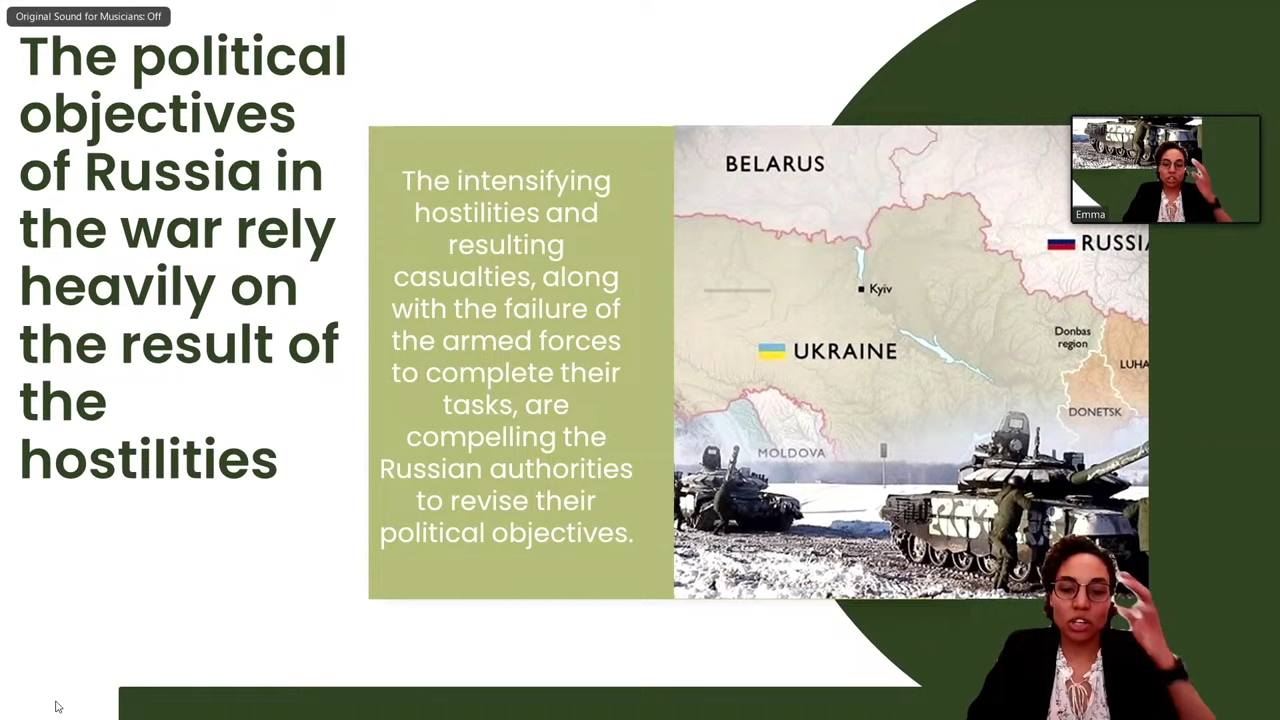 Original Sound for Musicians: Off
The political
objectives
of Russia in
the war rely
heavily on
the result of
the
hostilities
The intensifying
hostilities and
resulting
casualties, along
with the failure of
the armed forces
to complete their
tasks, are
compelling the
Russian authorities
to revise their
political objectives.
BELARUS
Emma
RUSSIA
Kyiv
Donbas
region
UKRAINE
LUHA
DONETSK
MOLDOVA